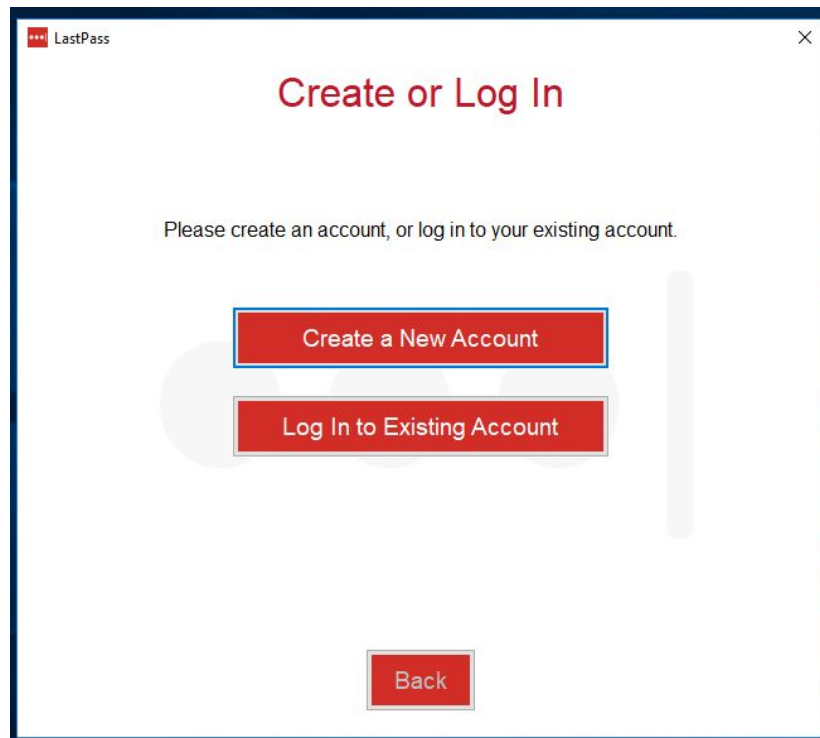 LastPass
Create or Log In
Please create an account, or log in to your existing account.
Create a New Account
Log In to Existing Account
Back